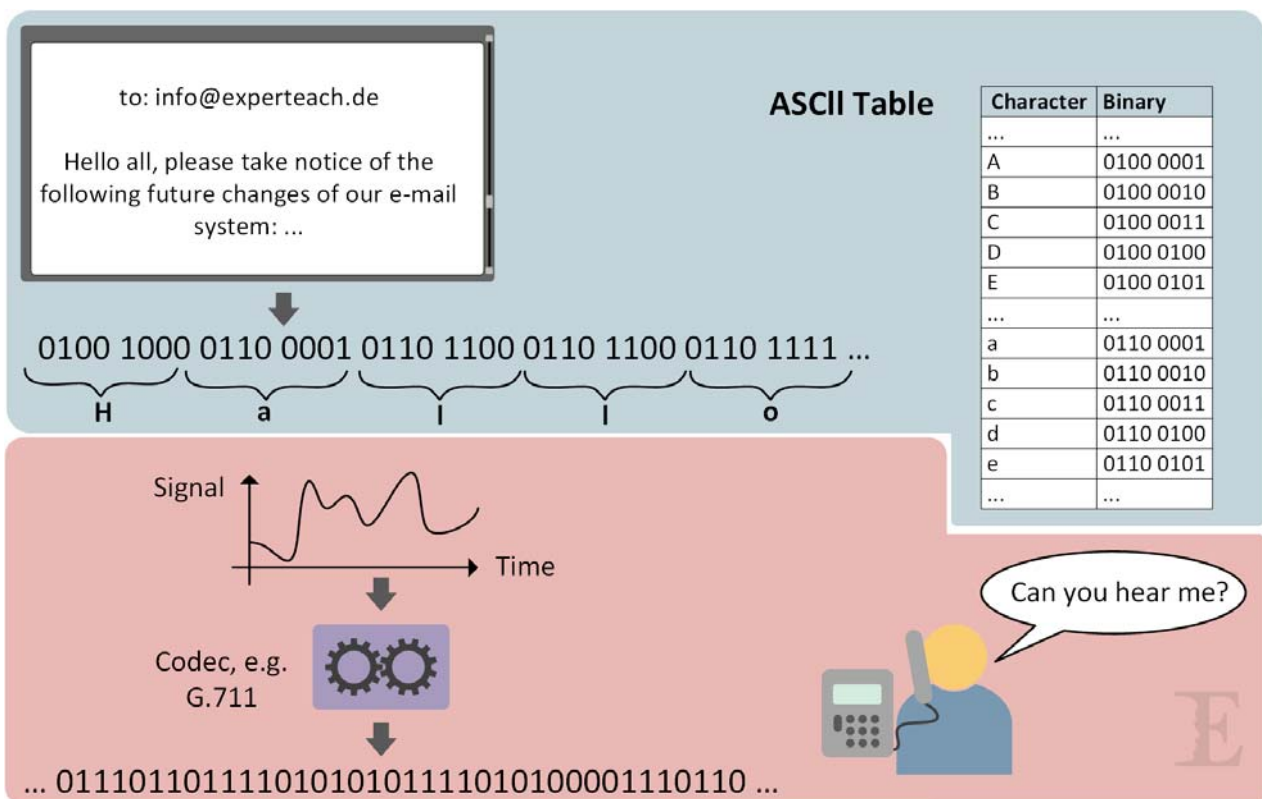 to: info@experteach.de
Hello all, please take notice of the
following future changes of our e-mail
system: ...
ASCII Table
Character Binary
... ...
A 0100 0001
B 0100 0010
C 0100 0011
D 0100 0100
E 0100 0101
... ...
a 0110 0001
b 0110 0010
c 0110 0011
d 0110 0100
e 0110 0101
... ...
0100 1000 0110 0001 0110 1100 0110 1100 0110 1111 ...
H a l l o
Signal
Time
Codec, e.g.
G.711
... 01110110111101010101111010100001110110 ...
Can you hear me?
E